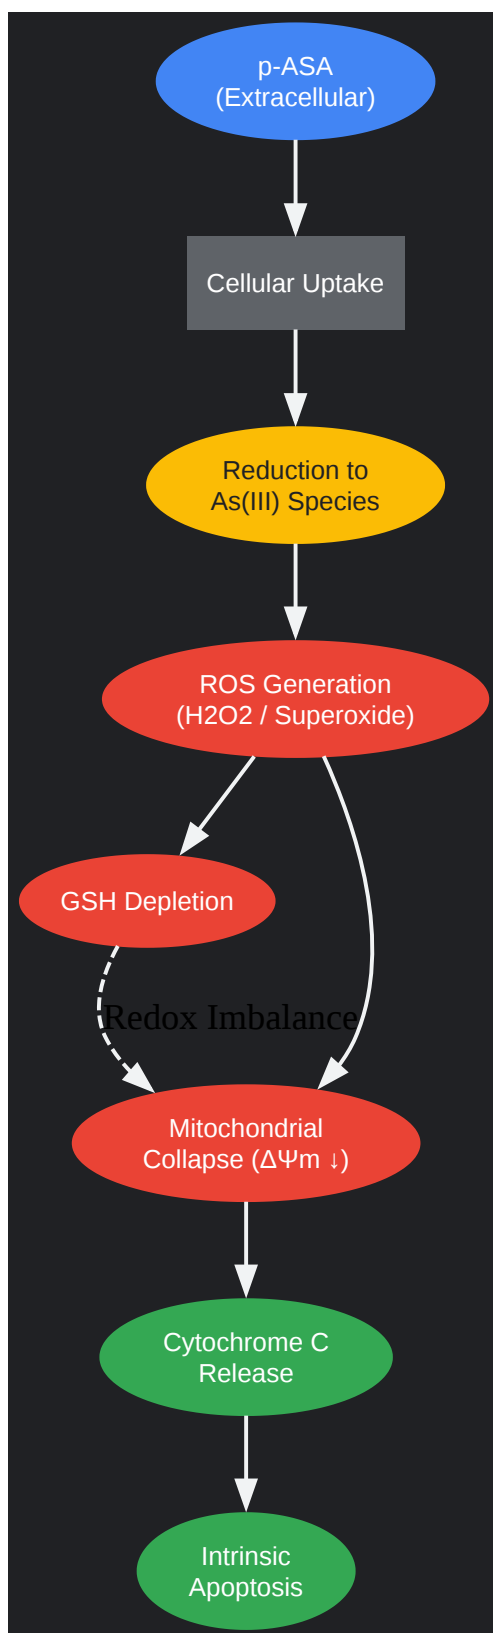 p-ASA
(Extracellular)
Cellular Uptake
Reduction to
As(III) Species
ROS Generation
(H2O2 / Superoxide)
GSH Depletion
Redox Imbalance
Mitochondrial
Collapse (ΔΨm ↓)
Cytochrome C
Release
Intrinsic
Apoptosis